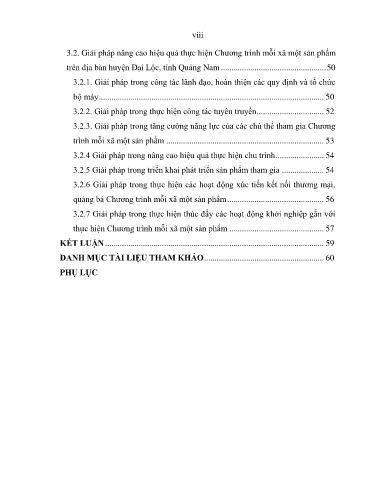 viii
3.2. Giải pháp nâng cao hiệu quả thực hiện Chương trình mỗi xã một sản phẩm
trên địa bàn huyện Đại Lộc, tỉnh Quảng Nam ................................................. 50
3.2.1. Giải pháp trong công tác lãnh đạo, hoàn thiện các quy định và tổ chức
bộ máy........................................................................................................ 50
3.2.2. Giải pháp trong thực hiện công tác tuyên truyền................................ 52
3.2.3. Giải pháp trong tăng cường năng lực của các chủ thể tham gia Chương
trình mỗi xã một sản phẩm ......................................................................... 53
3.2.4 Giải pháp trong nâng cao hiệu quả thực hiện chu trình....................... 54
3.2.5 Giải pháp trong triển khai phát triển sản phẩm tham gia .................... 54
3.2.6 Giải pháp trong thực hiện các hoạt động xúc tiến kết nối thương mại,
quảng bá Chương trình mỗi xã một sản phẩm............................................. 56
3.2.7 Giải pháp trong thực hiện thúc đẩy các hoạt động khởi nghiệp gắn với
thực hiện Chương trình mỗi xã một sản phẩm ............................................ 57
KẾT LUẬN ..................................................................................................... 59
DANH MỤC TÀI LIỆU THAM KHẢO........................................................ 60
PHỤ LỤC